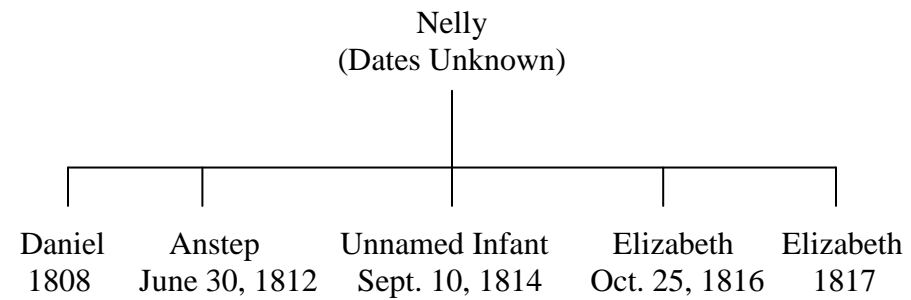 Nelly
(Dates Unknown)
Daniel Anstep Unnamed Infant Elizabeth Elizabeth
1808 June 30, 1812 Sept. 10, 1814 Oct. 25, 1816 1817